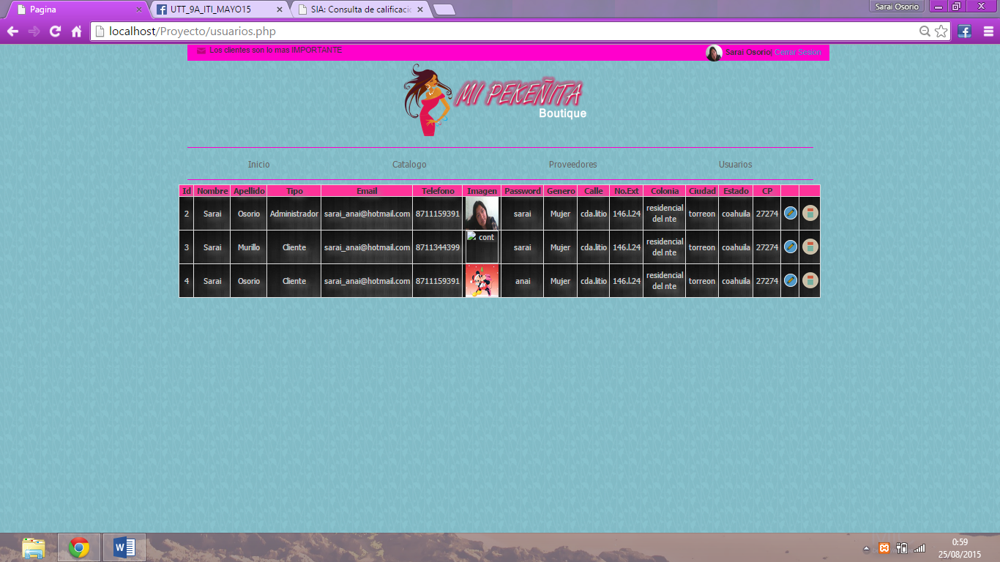 Pagina
UTT_9A_ITI_MAYO15
SIA: Consulta de calificacio
Sarai Osorio
localhost/Proyecto/usuarios.php
Los clientes son lo mas IMPORTANTE
Sarai Osorio| Cerrar Sesion
MI PEKEÑITA
Boutique
Inicio Catalogo Proveedores Usuarios
Id Nombre Apellido Tipo Email Telefono Imagen Password Genero Calle No.Ext Colonia Ciudad Estado CP
2 Sarai Osorio Administrador sarai_anai@hotmail.com 8711159391 sarai Mujer cda.litio 146.l.24 residencial del nte torreon coahuila 27274
3 Sarai Murillo Cliente sarai_anai@hotmail.com 8711344399 cont sarai Mujer cda.litio 146.l.24 residencial del nte torreon coahuila 27274
4 Sarai Osorio Cliente sarai_anai@hotmail.com 8711159391 anai Mujer cda.litio 146.l.24 residencial del nte torreon coahuila 27274
0:59
25/08/2015